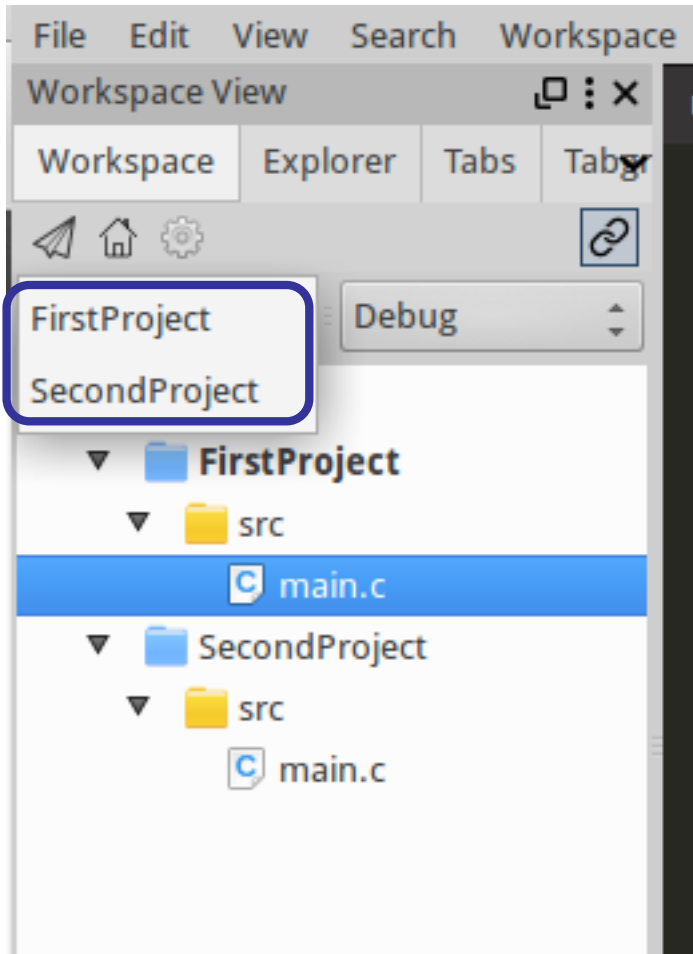 File Edit View Search Workspace
Workspace View
Workspace Explorer Tabs Tabgr
FirstProject
Debug
SecondProject
FirstProject
src
C main.c
SecondProject
src
C main.c